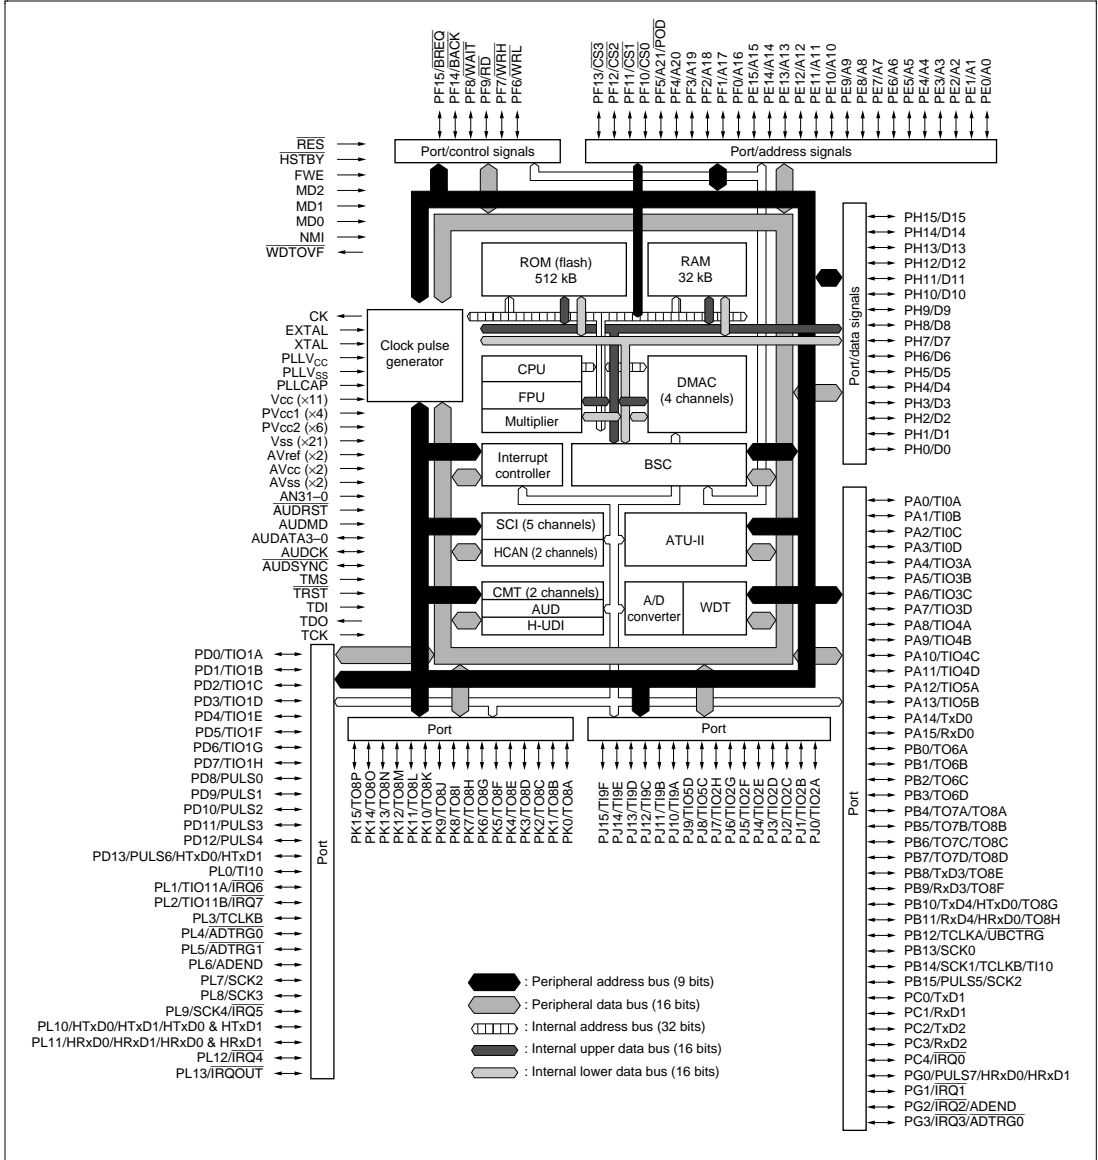 PF15/BREQ
PF14/BACK
PF8/WAIT
PF9/RD
PF7/WRH
PF6/WRL
PF13/CS3
PF12/CS2
PF11/CS1
PF10/CS0
PF5/A21/POD
PF4/A20
PF3/A19
PF2/A18
PF1/A17
PF0/A16
PE15/A15
PE14/A14
PE13/A13
PE12/A12
PE11/A11
PE10/A10
PE9/A9
PE8/A8
PE7/A7
PE6/A6
PE5/A5
PE4/A4
PE3/A3
PE2/A2
PE1/A1
PE0/A0
Port/control signals
Port/address signals
RES
HSTBY
FWE
MD2
MD1
MD0
NMI
WDTOVF
CK
EXTAL
XTAL
PLLVCC
PLLVSS
PLLCAP
Vcc (×11)
PVcc1 (×4)
PVcc2 (×6)
Vss (×21)
AVref (×2)
AVcc (×2)
AVss (×2)
AN31–0
AUDRST
AUDMD
AUDATA3–0
AUDCK
AUDSYNC
TMS
TRST
TDI
TDO
TCK
ROM (flash)
512 kB
RAM
32 kB
Clock pulse
generator
CPU
FPU
Multiplier
DMAC
(4 channels)
Interrupt
controller
BSC
SCI (5 channels)
HCAN (2 channels)
ATU-II
CMT (2 channels)
AUD
H-UDI
A/D
converter
WDT
Port/data signals
PH15/D15
PH14/D14
PH13/D13
PH12/D12
PH11/D11
PH10/D10
PH9/D9
PH8/D8
PH7/D7
PH6/D6
PH5/D5
PH4/D4
PH3/D3
PH2/D2
PH1/D1
PH0/D0
PD0/TIO1A
PD1/TIO1B
PD2/TIO1C
PD3/TIO1D
PD4/TIO1E
PD5/TIO1F
PD6/TIO1G
PD7/TIO1H
PD8/PULS0
PD9/PULS1
PD10/PULS2
PD11/PULS3
PD12/PULS4
PD13/PULS6/HTxD0/HTxD1
PL0/TI10
PL1/TIO11A/IRQ6
PL2/TIO11B/IRQ7
PL3/TCLKB
PL4/ADTRG0
PL5/ADTRG1
PL6/ADEND
PL7/SCK2
PL8/SCK3
PL9/SCK4/IRQ5
PL10/HTxD0/HTxD1/HTxD0 & HTxD1
PL11/HRxD0/HRxD1/HRxD0 & HRxD1
PL12/IRQ4
PL13/IRQOUT
Port
Port
Port
PK15/TO8P
PK14/TO8O
PK13/TO8N
PK12/TO8M
PK11/TO8L
PK10/TO8K
PK9/TO8J
PK8/TO8I
PK7/TO8H
PK6/TO8G
PK5/TO8F
PK4/TO8E
PK3/TO8D
PK2/TO8C
PK1/TO8B
PK0/TO8A
PJ15/TI9F
PJ14/TI9E
PJ13/TI9D
PJ12/TI9C
PJ11/TI9B
PJ10/TI9A
PJ9/TIO5D
PJ8/TIO5C
PJ7/TIO2H
PJ6/TIO2G
PJ5/TIO2F
PJ4/TIO2E
PJ3/TIO2D
PJ2/TIO2C
PJ1/TIO2B
PJ0/TIO2A
Port
PA0/TI0A
PA1/TI0B
PA2/TI0C
PA3/TI0D
PA4/TIO3A
PA5/TIO3B
PA6/TIO3C
PA7/TIO3D
PA8/TIO4A
PA9/TIO4B
PA10/TIO4C
PA11/TIO4D
PA12/TIO5A
PA13/TIO5B
PA14/TxD0
PA15/RxD0
PB0/TO6A
PB1/TO6B
PB2/TO6C
PB3/TO6D
PB4/TO7A/TO8A
PB5/TO7B/TO8B
PB6/TO7C/TO8C
PB7/TO7D/TO8D
PB8/TxD3/TO8E
PB9/RxD3/TO8F
PB10/TxD4/HTxD0/TO8G
PB11/RxD4/HRxD0/TO8H
PB12/TCLKA/UBCTRG
PB13/SCK0
PB14/SCK1/TCLKB/TI10
PB15/PULS5/SCK2
PC0/TxD1
PC1/RxD1
PC2/TxD2
PC3/RxD2
PC4/IRQ0
PG0/PULS7/HRxD0/HRxD1
PG1/IRQ1
PG2/IRQ2/ADEND
PG3/IRQ3/ADTRG0
: Peripheral address bus (9 bits)
: Peripheral data bus (16 bits)
: Internal address bus (32 bits)
: Internal upper data bus (16 bits)
: Internal lower data bus (16 bits)